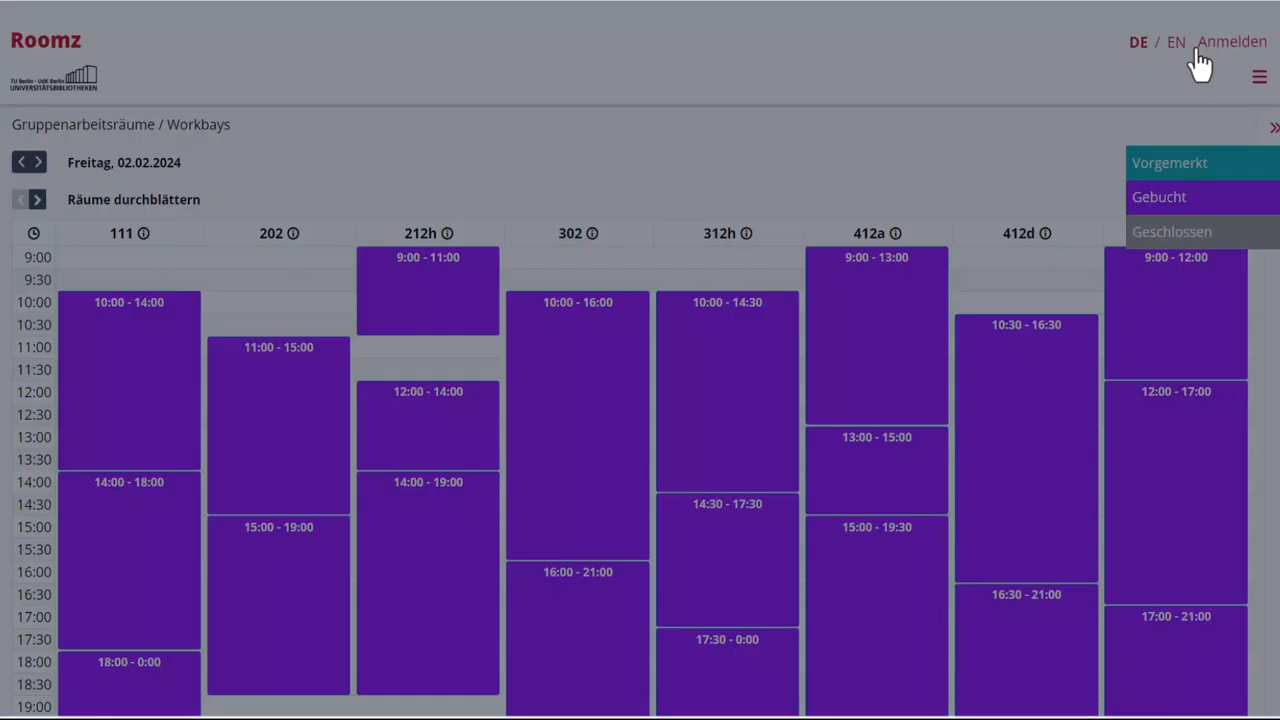 Roomz
DE / EN Anmelden
TU Berlin · UdK Berlin
UNIVERSITÄTSBIBLIOTHEKEN
Gruppenarbeitsräume / Workbays
Freitag, 02.02.2024
Vorgemerkt
Gebucht
Geschlossen
Räume durchblättern
111 202 212h 302 312h 412a 412d
9:00 9:00 - 11:00 9:00 - 13:00 9:00 - 12:00
9:30
10:00 10:00 - 14:00 10:00 - 16:00 10:00 - 14:30
10:30 10:30 - 16:30
11:00 11:00 - 15:00
11:30
12:00 12:00 - 14:00 12:00 - 17:00
12:30
13:00 13:00 - 15:00
13:30
14:00 14:00 - 18:00 14:00 - 19:00
14:30 14:30 - 17:30
15:00 15:00 - 19:00 15:00 - 19:30
15:30
16:00 16:00 - 21:00
16:30 16:30 - 21:00
17:00 17:00 - 21:00
17:30 17:30 - 0:00
18:00 18:00 - 0:00
18:30
19:00